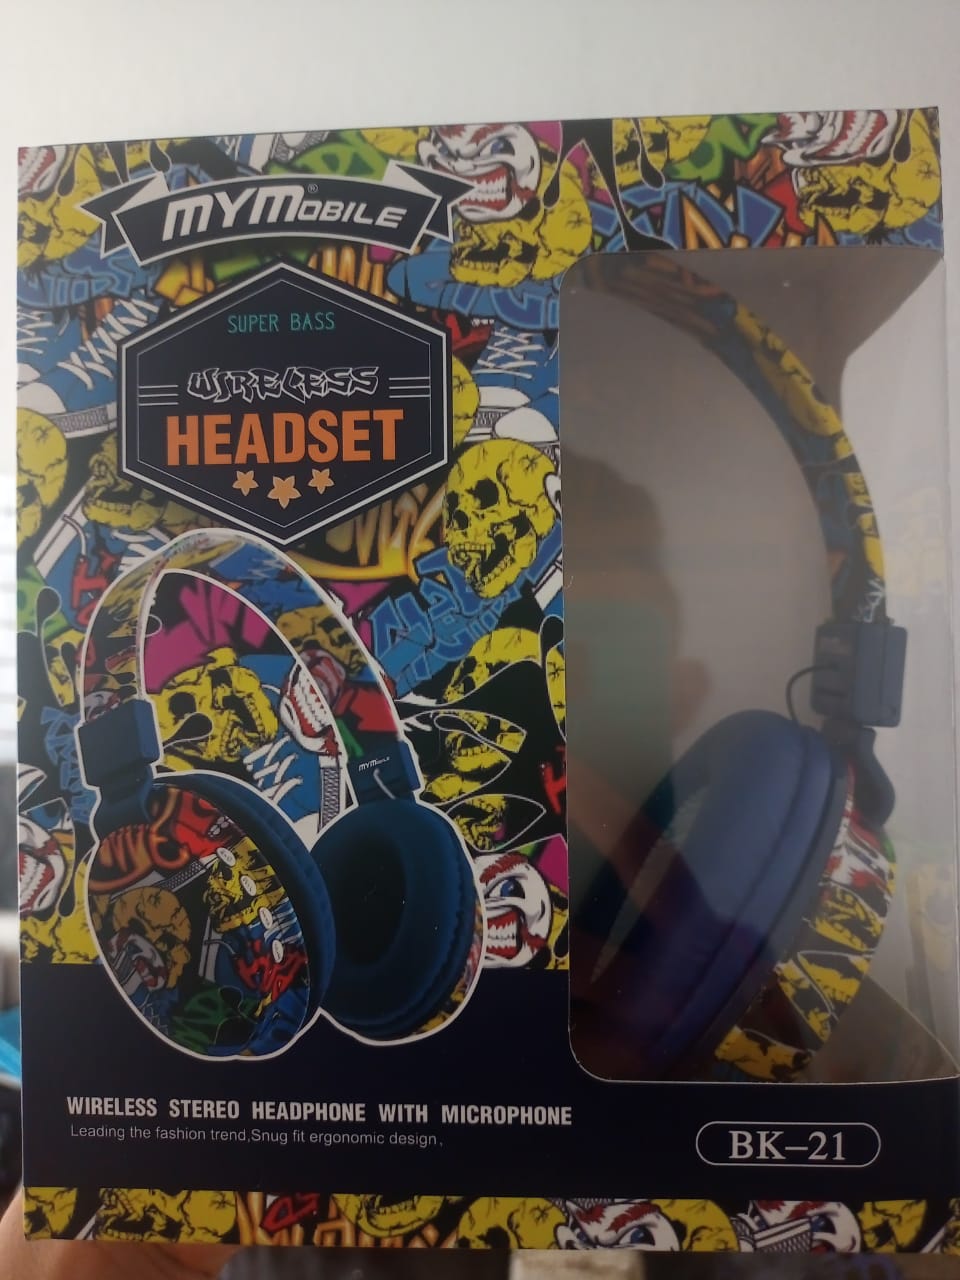 MYMOBILE®
SUPER BASS
WIRELESS
HEADSET
MYMOBILE
WIRELESS STEREO HEADPHONE WITH MICROPHONE
Leading the fashion trend,Snug fit ergonomic design,
BK-21